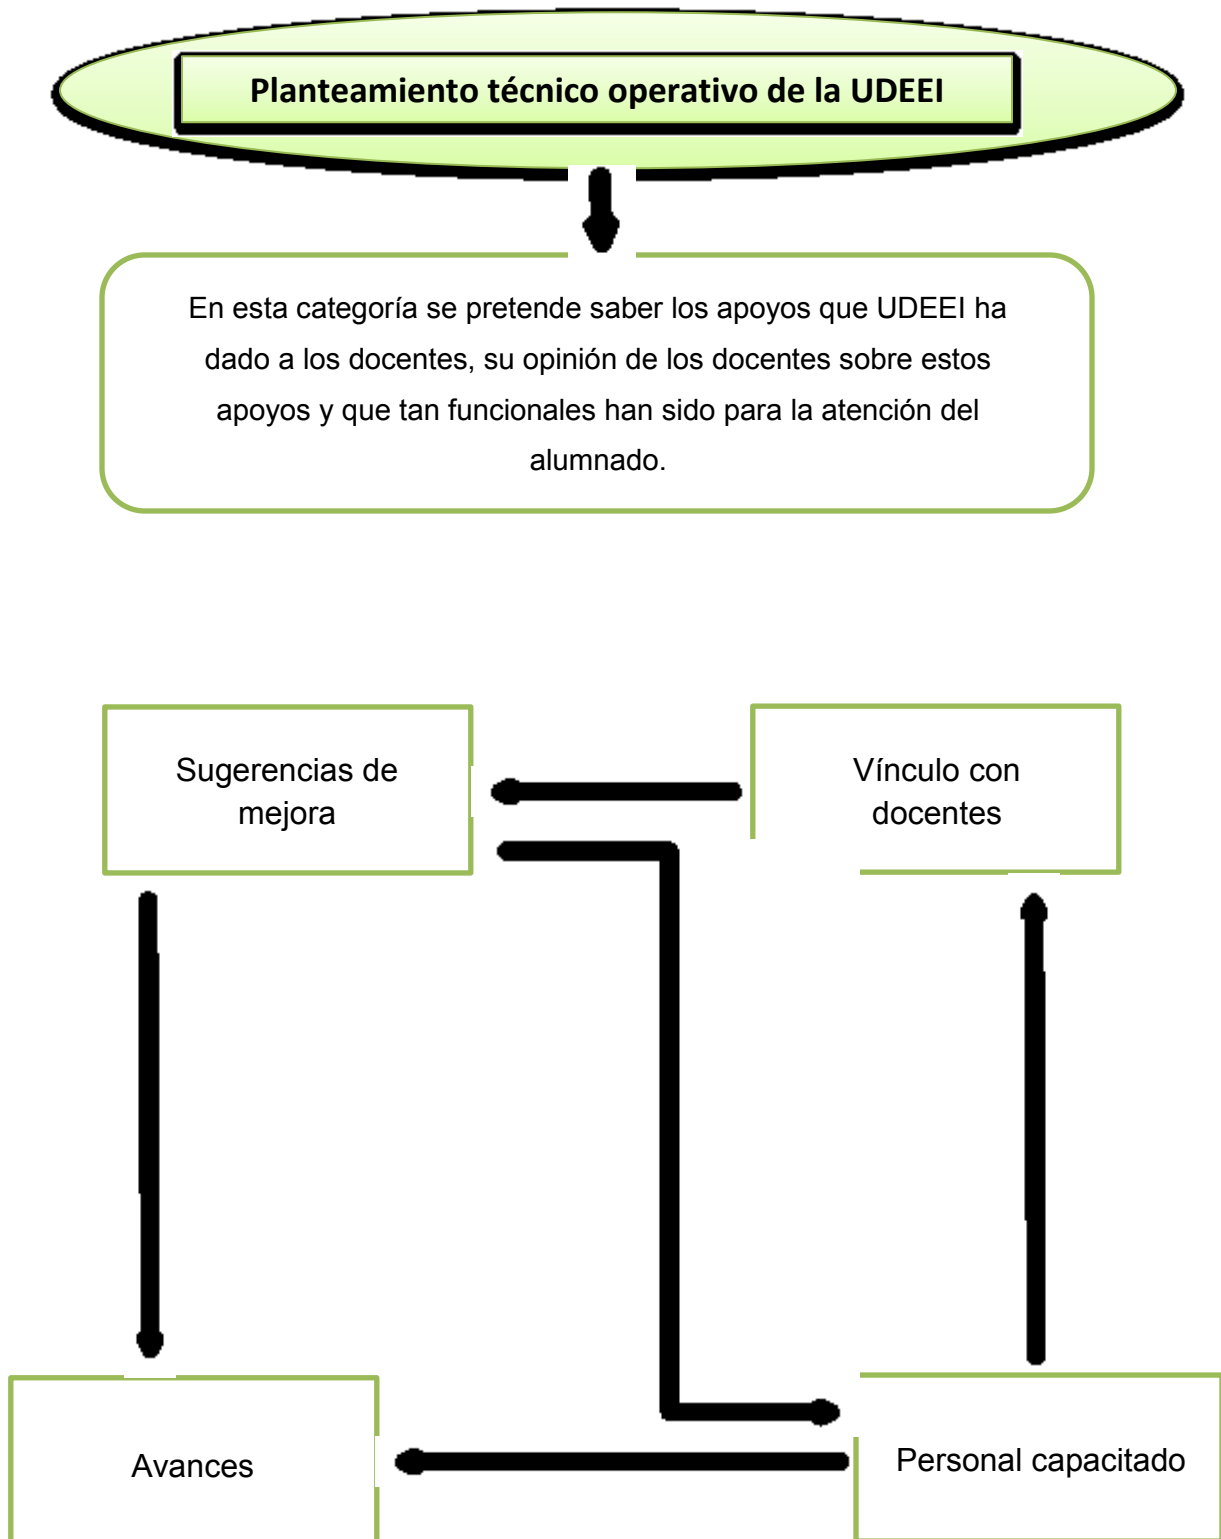 Planteamiento técnico operativo de la UDEEI
En esta categoría se pretende saber los apoyos que UDEEI ha
dado a los docentes, su opinión de los docentes sobre estos
apoyos y que tan funcionales han sido para la atención del
alumnado.
Sugerencias de
mejora
Vínculo con
docentes
Avances
Personal capacitado